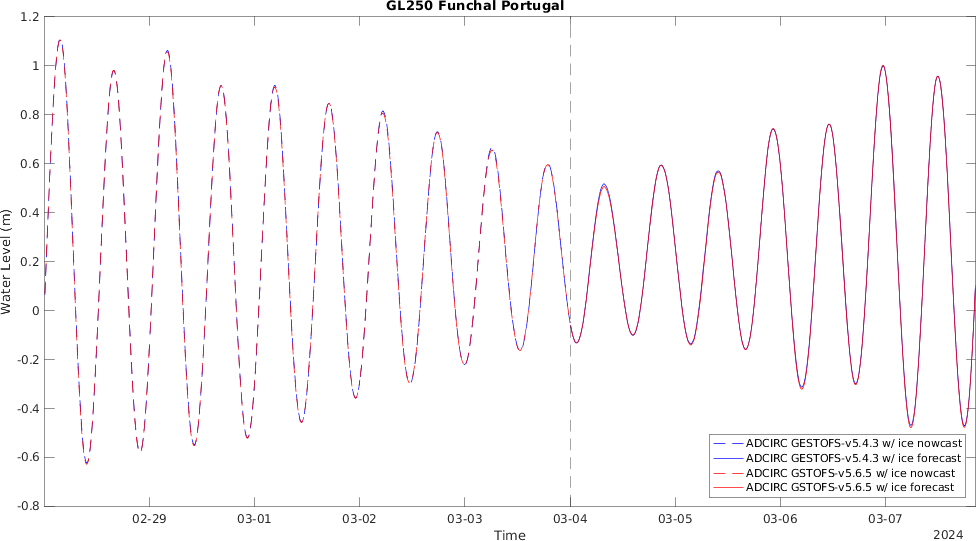 GL250 Funchal Portugal
1.2
1
0.8
0.6
0.4
0.2
0
-0.2
-0.4
-0.6
-0.8
Water Level (m)
02-29
03-01
03-02
03-03
03-04
03-05
03-06
03-07
Time
2024
ADCIRC GESTOFS-v5.4.3 w/ ice nowcast
ADCIRC GESTOFS-v5.4.3 w/ ice forecast
ADCIRC GSTOFS-v5.6.5 w/ ice nowcast
ADCIRC GSTOFS-v5.6.5 w/ ice forecast